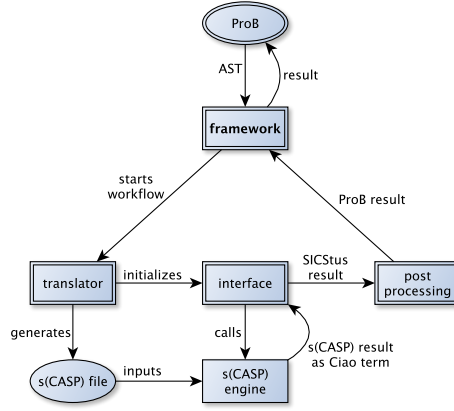 ProB
AST
result
framework
starts
workflow
ProB result
translator
initializes
interface
SICStus
result
post
processing
generates
calls
s(CASP) result
as Ciao term
s(CASP) file
inputs
s(CASP)
engine